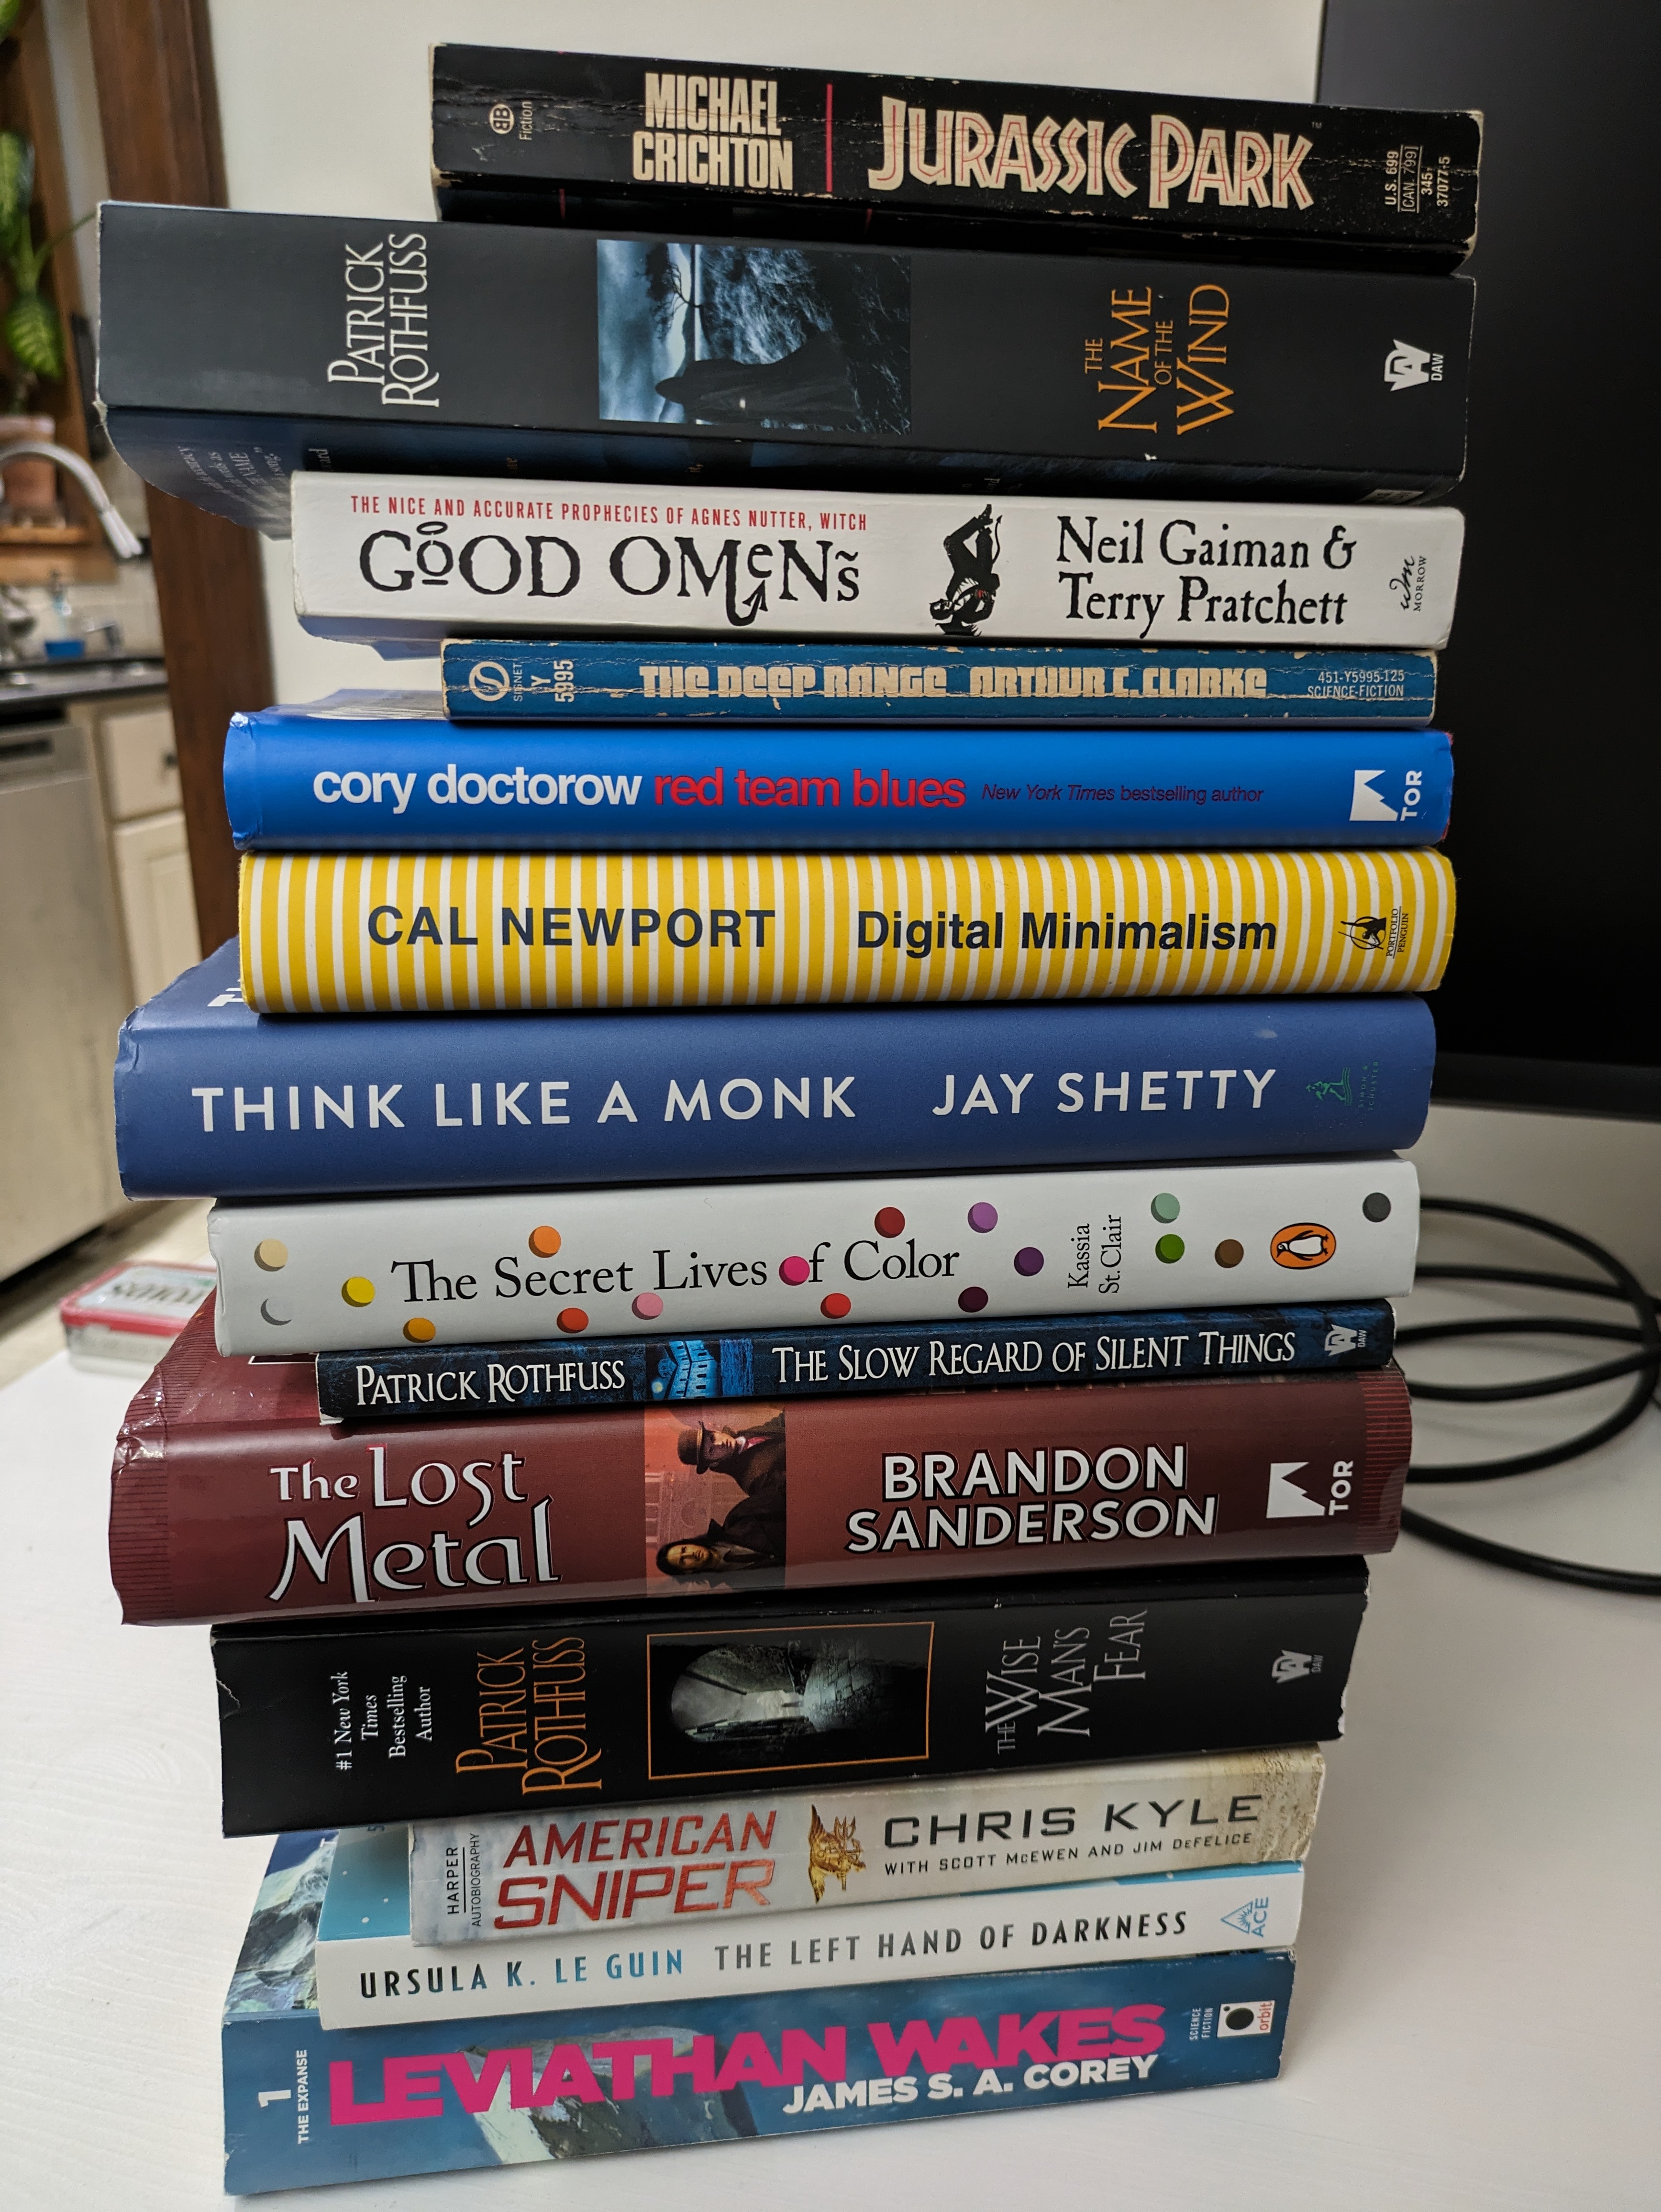 BB
Fiction
MICHAEL
CRICHTON
JURASSIC PARK™
U.S. 699
[CAN. 799]
345-
37077-5
PATRICK
ROTHFUSS
THE
NAME
OF THE
WIND
DAW
THE NICE AND ACCURATE PROPHECIES OF AGNES NUTTER, WITCH
GOOD OMENS
Neil Gaiman &
Terry Pratchett
wm
MORROW
SIGNET
Y
5995
THE DEEP RANGE ARTHUR C. CLARKE
451-Y5995-125
SCIENCE-FICTION
cory doctorow red team blues New York Times bestselling author
TOR
CAL NEWPORT Digital Minimalism
PORTFOLIO
PENGUIN
THINK LIKE A MONK JAY SHETTY
SIMON &
SCHUSTER
The Secret Lives of Color
Kassia
St. Clair
PATRICK ROTHFUSS THE SLOW REGARD OF SILENT THINGS
DAW
The Lost
Metal
BRANDON
SANDERSON
TOR
#1 New York
Times
Bestselling
Author
PATRICK
ROTHFUSS
THE WISE
MAN'S
FEAR
DAW
HARPER
AUTOBIOGRAPHY
AMERICAN
SNIPER
CHRIS KYLE
WITH SCOTT McEWEN AND JIM DeFELICE
URSULA K. LE GUIN THE LEFT HAND OF DARKNESS
ACE
1
THE EXPANSE
LEVIATHAN WAKES
JAMES S. A. COREY
SCIENCE
FICTION
orbit